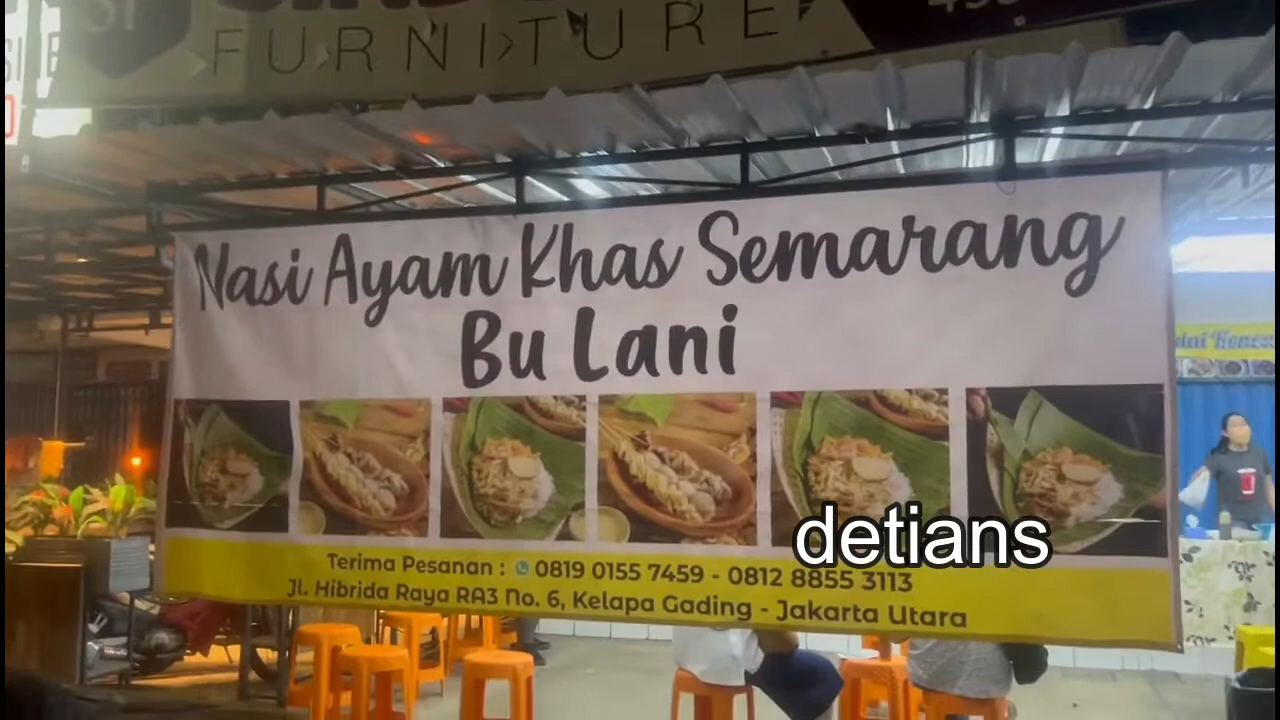 FURNITURE
Nasi Ayam Khas Semarang
Bu Lani
detians
Terima Pesanan : 0819 0155 7459 - 0812 8855 3113
Jl. Hibrida Raya RA3 No. 6, Kelapa Gading - Jakarta Utara